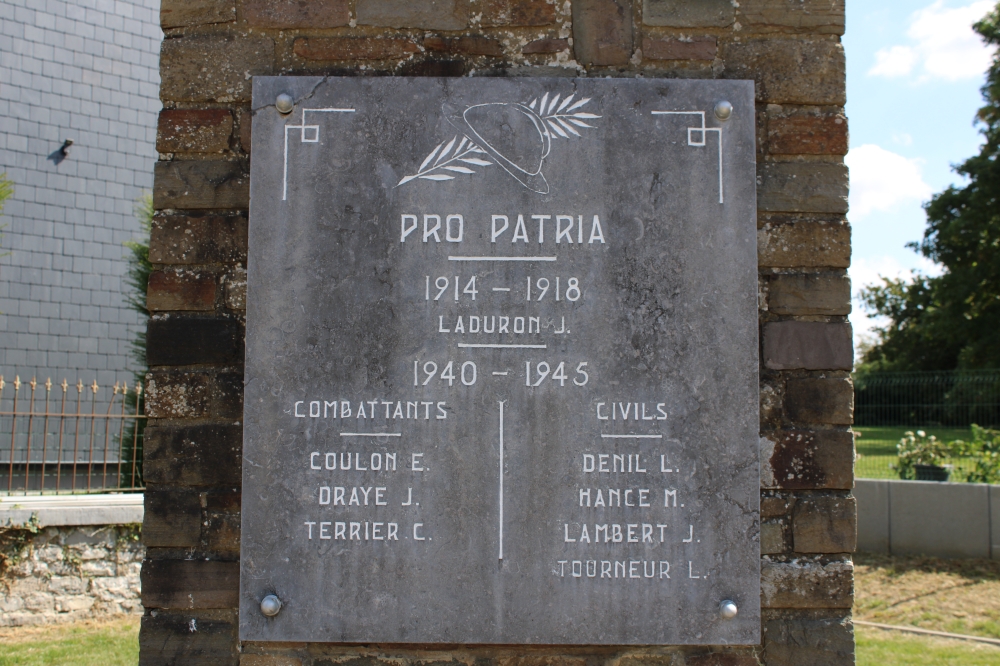 PRO PATRIA
1914 - 1918
LADURON J.
1940 - 1945
COMBATTANTS
COULON E.
DRAYE J.
TERRIER C.
CIVILS
DENIL L.
HANCE M.
LAMBERT J.
TOURNEUR L.